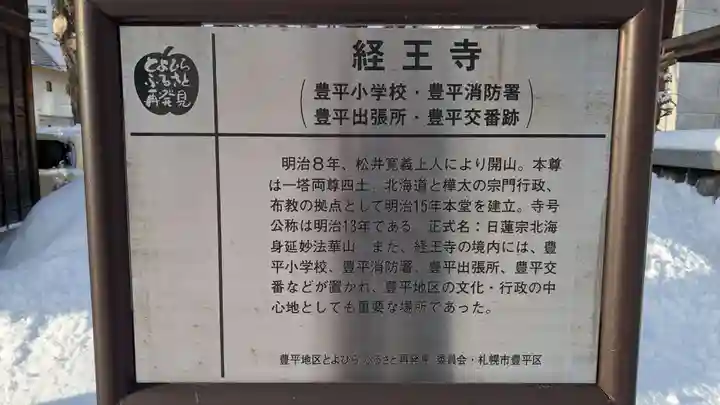 とよひら
ふるさと
再発見
経王寺
(豊平小学校・豊平消防署
豊平出張所・豊平交番跡)
明治8年、松井寛義上人により開山。本尊
は一塔両尊四士。北海道と樺太の宗門行政、
布教の拠点として明治15年本堂を建立。寺号
公称は明治13年である 正式名:日蓮宗北海
身延妙法華山 また、経王寺の境内には、豊
平小学校、豊平消防署、豊平出張所、豊平交
番などが置かれ、豊平地区の文化・行政の中
心地としても重要な場所であった。
豊平地区とよひら ふるさと再発見 委員会・札幌市豊平区